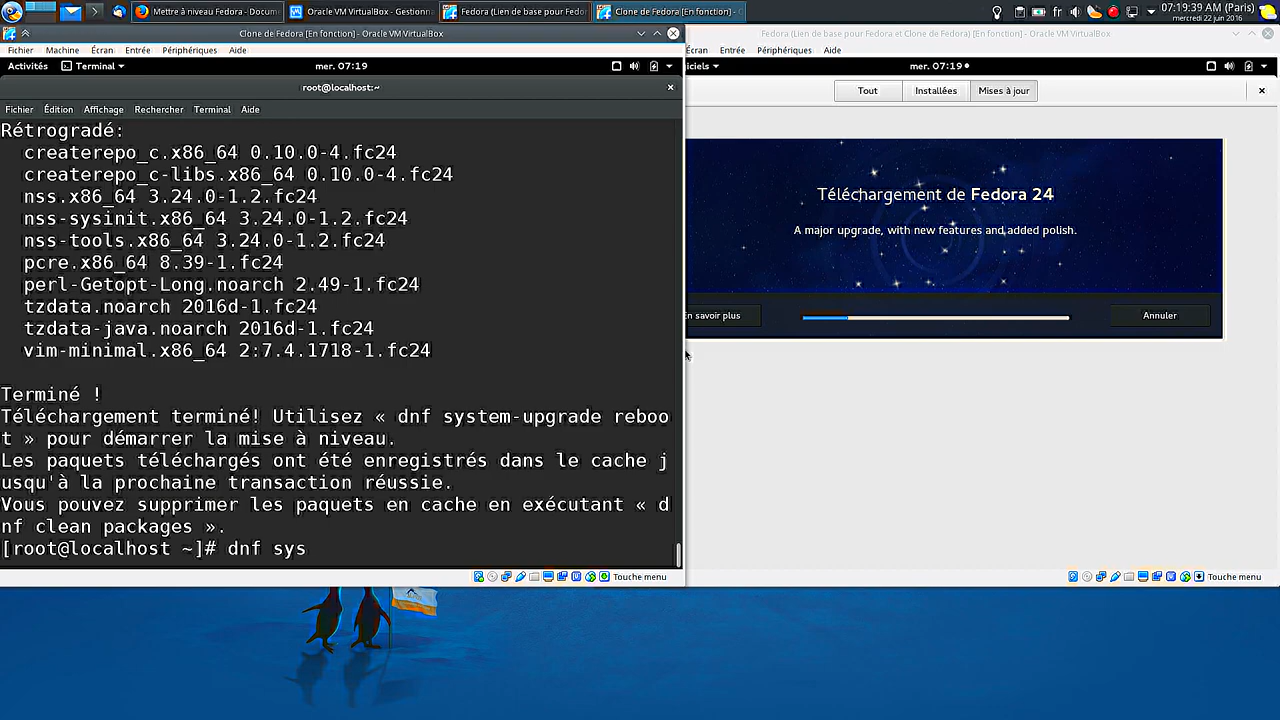 Mettre à niveau Fedora - Docum
Oracle VM VirtualBox - Gestionn
Fedora (Lien de base pour Fedor
Clone de Fedora [En fonction] - O
fr
07:19:39 AM (Paris)
mercredi 22 juin 2016
Clone de Fedora [En fonction] - Oracle VM VirtualBox
Fichier Machine Écran Entrée Périphériques Aide
Activités Terminal mer. 07:19
root@localhost:~
Fichier Édition Affichage Rechercher Terminal Aide
Rétrogradé:
createrepo_c.x86_64 0.10.0-4.fc24
createrepo_c-libs.x86_64 0.10.0-4.fc24
nss.x86_64 3.24.0-1.2.fc24
nss-sysinit.x86_64 3.24.0-1.2.fc24
nss-tools.x86_64 3.24.0-1.2.fc24
pcre.x86_64 8.39-1.fc24
perl-Getopt-Long.noarch 2.49-1.fc24
tzdata.noarch 2016d-1.fc24
tzdata-java.noarch 2016d-1.fc24
vim-minimal.x86_64 2:7.4.1718-1.fc24
Terminé !
Téléchargement terminé! Utilisez « dnf system-upgrade reboo
t » pour démarrer la mise à niveau.
Les paquets téléchargés ont été enregistrés dans le cache j
usqu'à la prochaine transaction réussie.
Vous pouvez supprimer les paquets en cache en exécutant « d
nf clean packages ».
[root@localhost ~]# dnf sys
Touche menu
Fedora (Lien de base pour Fedora et Clone de Fedora) [En fonction] - Oracle VM VirtualBox
Écran Entrée Périphériques Aide
iciels mer. 07:19
Tout Installées Mises à jour
Téléchargement de Fedora 24
A major upgrade, with new features and added polish.
En savoir plus Annuler
Touche menu